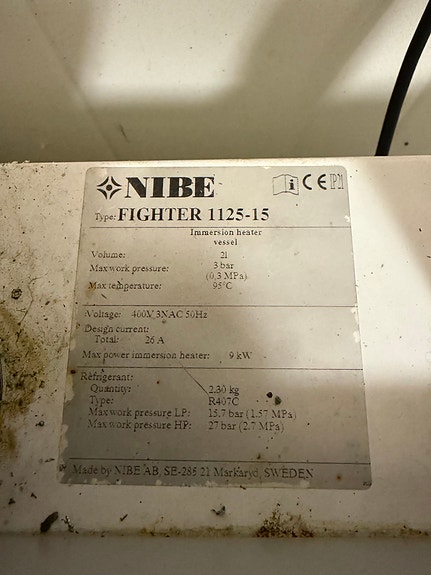 NIBE
CE IP21
Type: FIGHTER 1125-15
Immersion heater
vessel
Volume: 2l
Max work pressure: 3 bar
(0,3 MPa)
Max temperature: 95°C
Voltage: 400V 3NAC 50Hz
Design current:
Total: 26 A
Max power immersion heater: 9 kW
Refrigerant:
Quantity: 2.30 kg
Type: R407C
Max work pressure LP: 15.7 bar (1.57 MPa)
Max work pressure HP: 27 bar (2.7 MPa)
Made by NIBE AB SE-285 21 Markaryd, SWEDEN